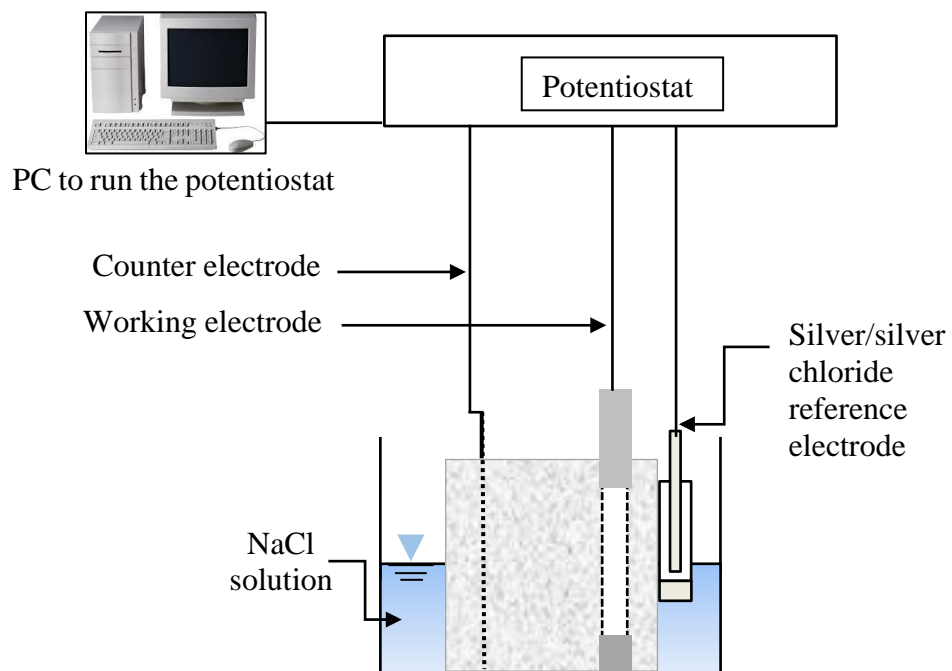 Potentiostat
PC to run the potentiostat
Counter electrode
Working electrode
Silver/silver
chloride
reference
electrode
NaCl
solution